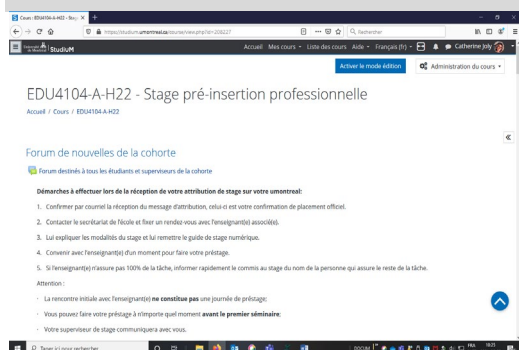 Cours : EDU4104-A-H22 - Stag
https://studium.umontreal.ca/course/view.php?id=209227
Rechercher
StudiUM
Accueil Mes cours Liste des cours Aide Français (fr) Catherine Joly
Activer le mode édition
Administration du cours
EDU4104-A-H22 - Stage pré-insertion professionnelle
Accueil / Cours / EDU4104-A-H22
Forum de nouvelles de la cohorte
Forum destinés à tous les étudiants et superviseurs de la cohorte
Démarches à effectuer lors de la réception de votre attribution de stage sur votre umontreal:
1. Confirmer par courriel la réception du message d'attribution, celui-ci est votre confirmation de placement officiel.
2. Contacter le secrétariat de l'école et fixer un rendez-vous avec l'enseignant(e) associé(e).
3. Lui expliquer les modalités du stage et lui remettre le guide de stage numérique.
4. Convenir avec l'enseignant(e) d'un moment pour faire votre préstage.
5. Si l'enseignant(e) n'assure pas 100% de la tâche, informer rapidement le commis au stage du nom de la personne qui assure le reste de la tâche.
Attention :
· La rencontre initiale avec l'enseignant(e) ne constitue pas une journée de préstage;
· Vous pouvez faire votre préstage à n'importe quel moment avant le premier séminaire;
· Votre superviseur de stage communiquera avec vous.
Taper ici pour rechercher
DOCUM
FRA
10:21